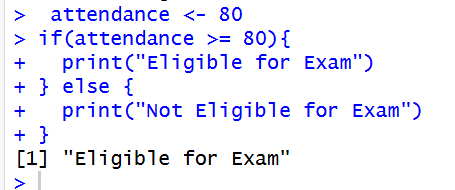 >  attendance <- 80
> if(attendance >= 80){
+   print("Eligible for Exam")
+ } else {
+   print("Not Eligible for Exam")
+ }
[1] "Eligible for Exam"
>